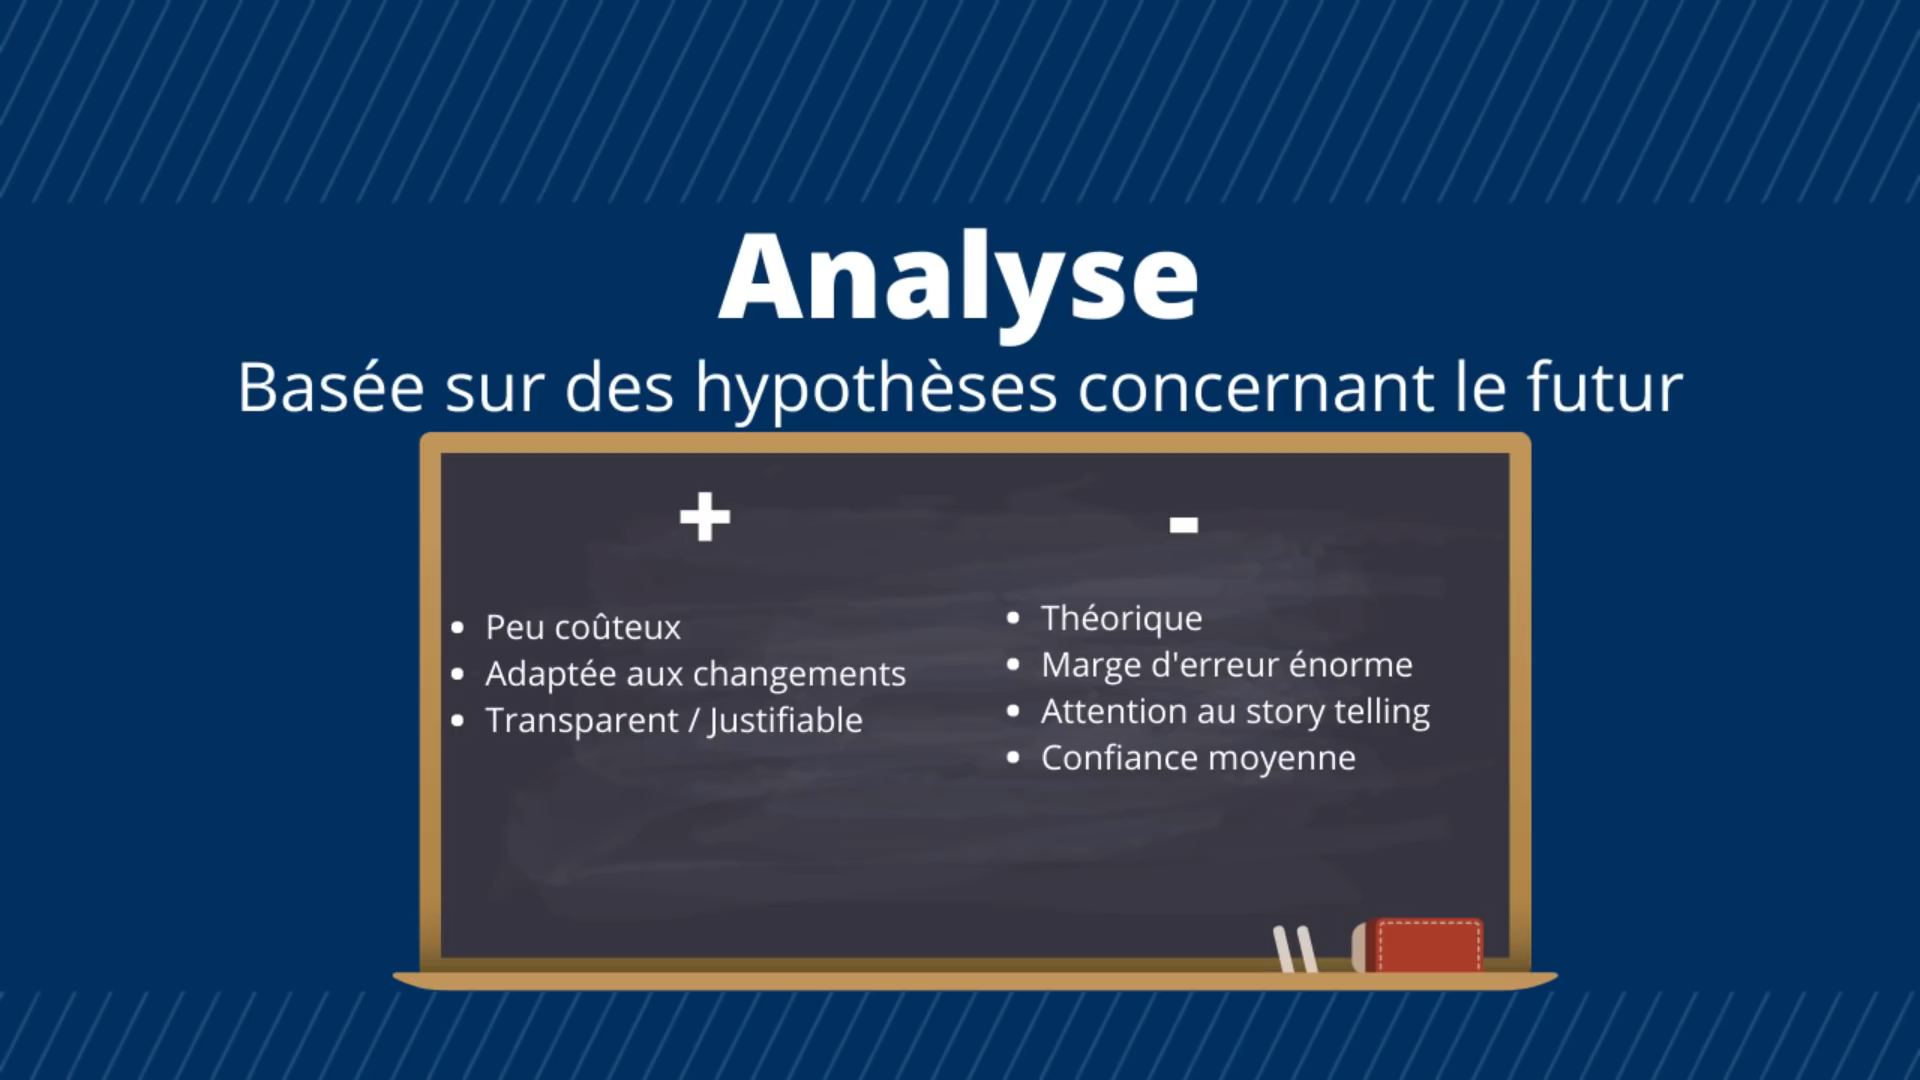 Analyse
Basée sur des hypothèses concernant le futur
+
• Peu coûteux
• Adaptée aux changements
• Transparent / Justifiable
-
• Théorique
• Marge d'erreur énorme
• Attention au story telling
• Confiance moyenne